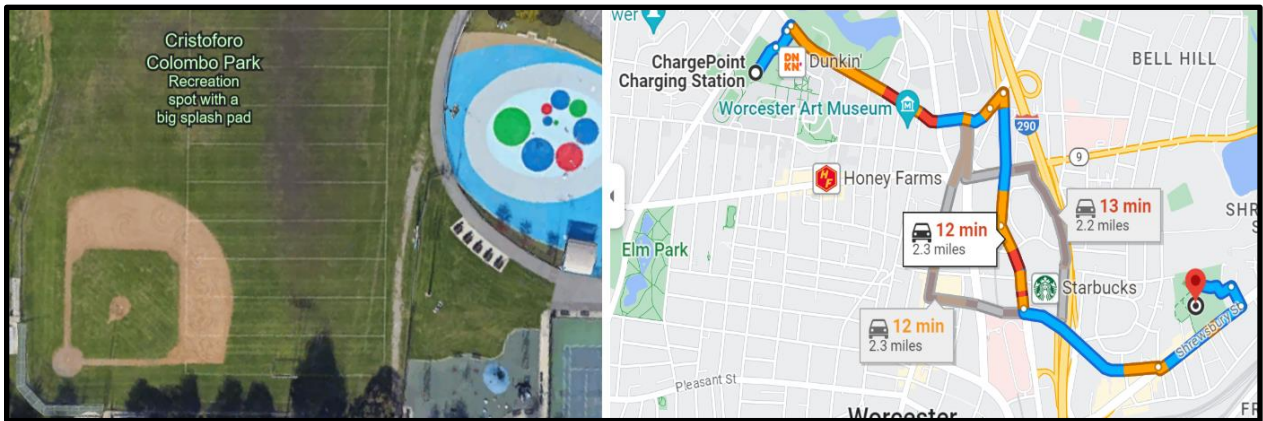 Cristoforo
Colombo Park
Recreation
spot with a
big splash pad
wer
ChargePoint
Charging Station
DN
KN'
Dunkin'
BELL HILL
Worcester Art Museum
290
9
HF
Honey Farms
13 min
2.2 miles
SHR
12 min
2.3 miles
Elm Park
Starbucks
12 min
2.3 miles
Shrewsbury St
Pleasant St
Worcester
FR